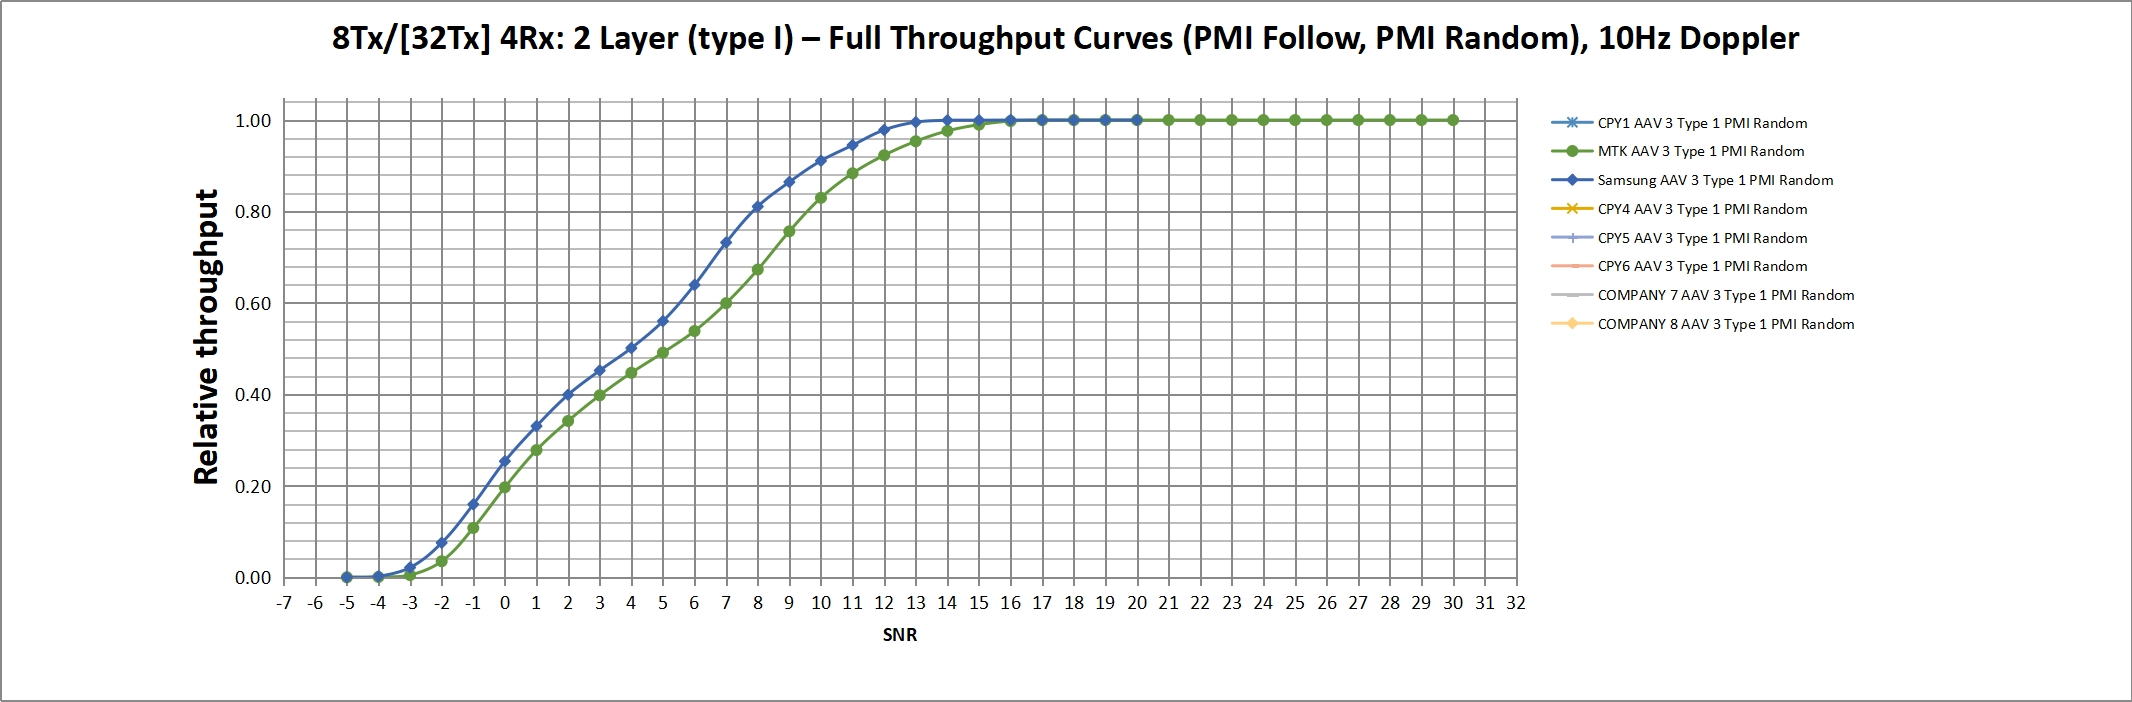 8Tx/[32Tx] 4Rx: 2 Layer (type I) – Full Throughput Curves (PMI Follow, PMI Random), 10Hz Doppler
Relative throughput
1.00
0.80
0.60
0.40
0.20
0.00
-7 -6 -5 -4 -3 -2 -1 0 1 2 3 4 5 6 7 8 9 10 11 12 13 14 15 16 17 18 19 20 21 22 23 24 25 26 27 28 29 30 31 32
SNR
CPY1 AAV 3 Type 1 PMI Random
MTK AAV 3 Type 1 PMI Random
Samsung AAV 3 Type 1 PMI Random
CPY4 AAV 3 Type 1 PMI Random
CPY5 AAV 3 Type 1 PMI Random
CPY6 AAV 3 Type 1 PMI Random
COMPANY 7 AAV 3 Type 1 PMI Random
COMPANY 8 AAV 3 Type 1 PMI Random